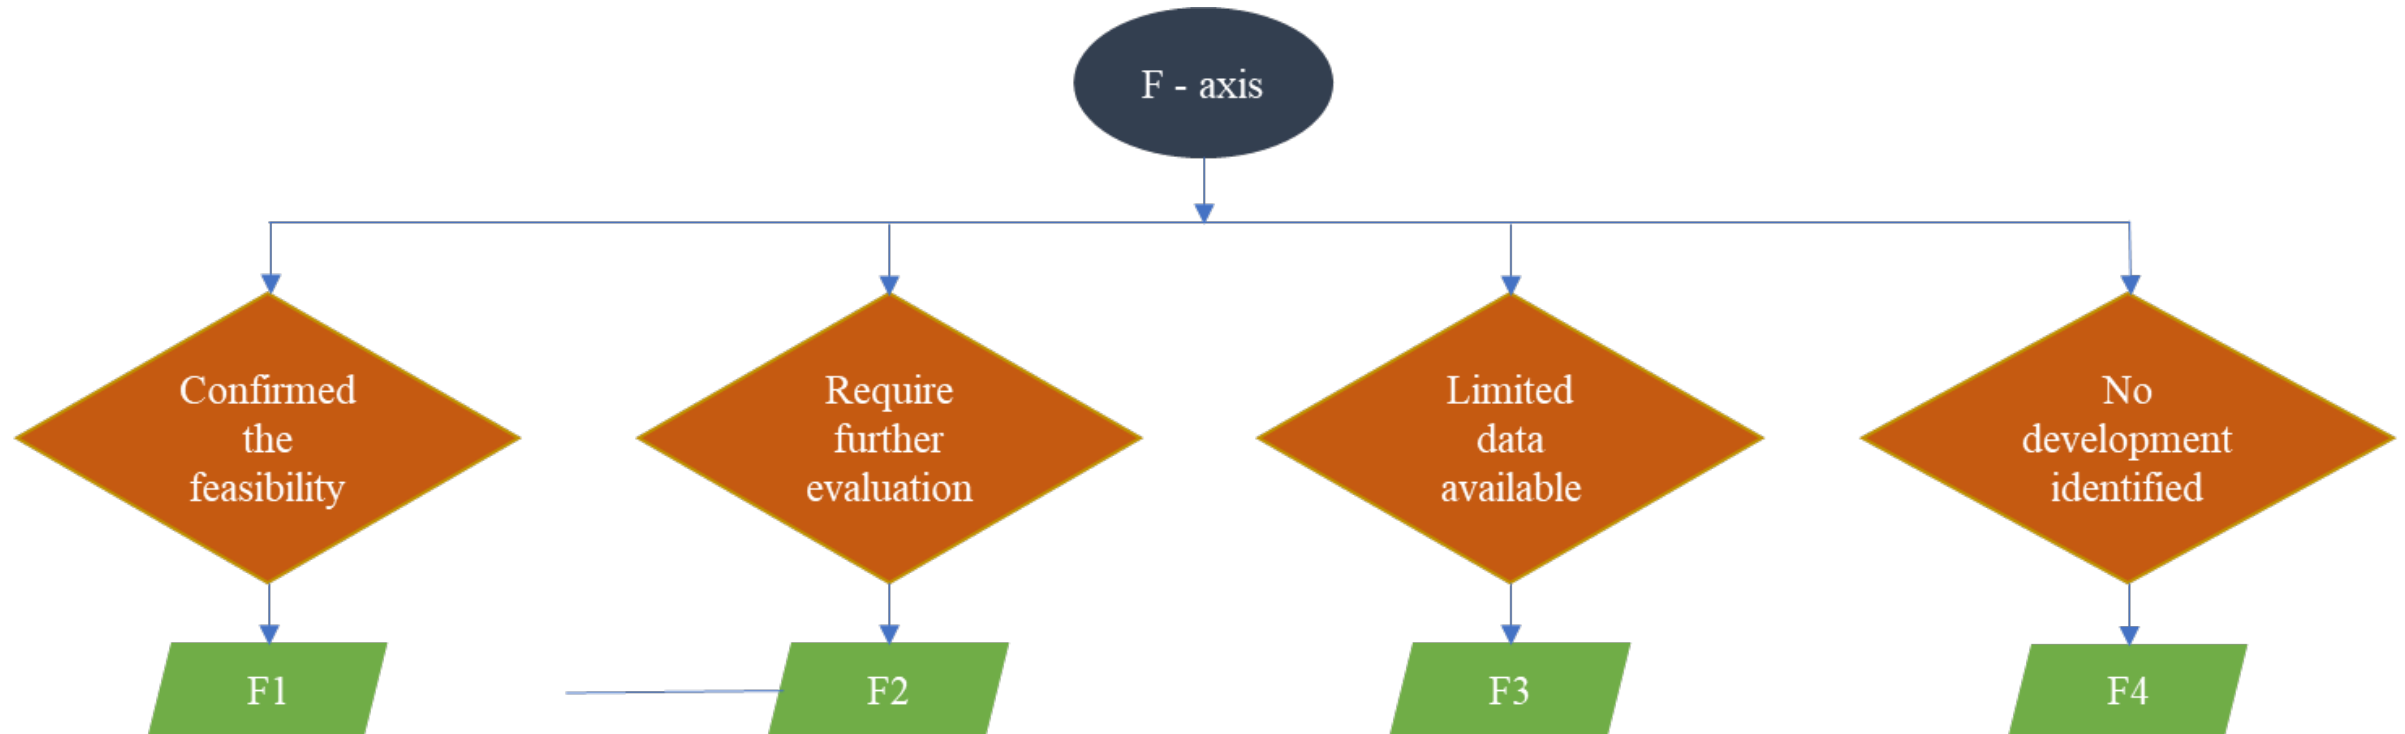 F - axis
Confirmed
the
feasibility
Require
further
evaluation
Limited
data
available
No
development
identified
F1
F2
F3
F4